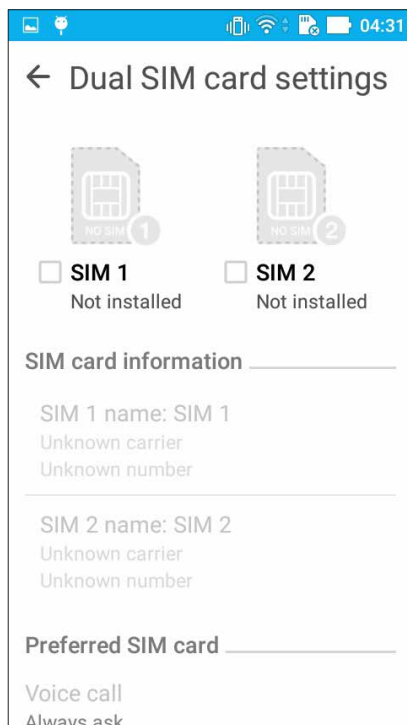 04:31
Dual SIM card settings
NO SIM 1
NO SIM 2
SIM 1
SIM 2
Not installed
Not installed
SIM card information
SIM 1 name: SIM 1
Unknown carrier
Unknown number
SIM 2 name: SIM 2
Unknown carrier
Unknown number
Preferred SIM card
Voice call
Always ask